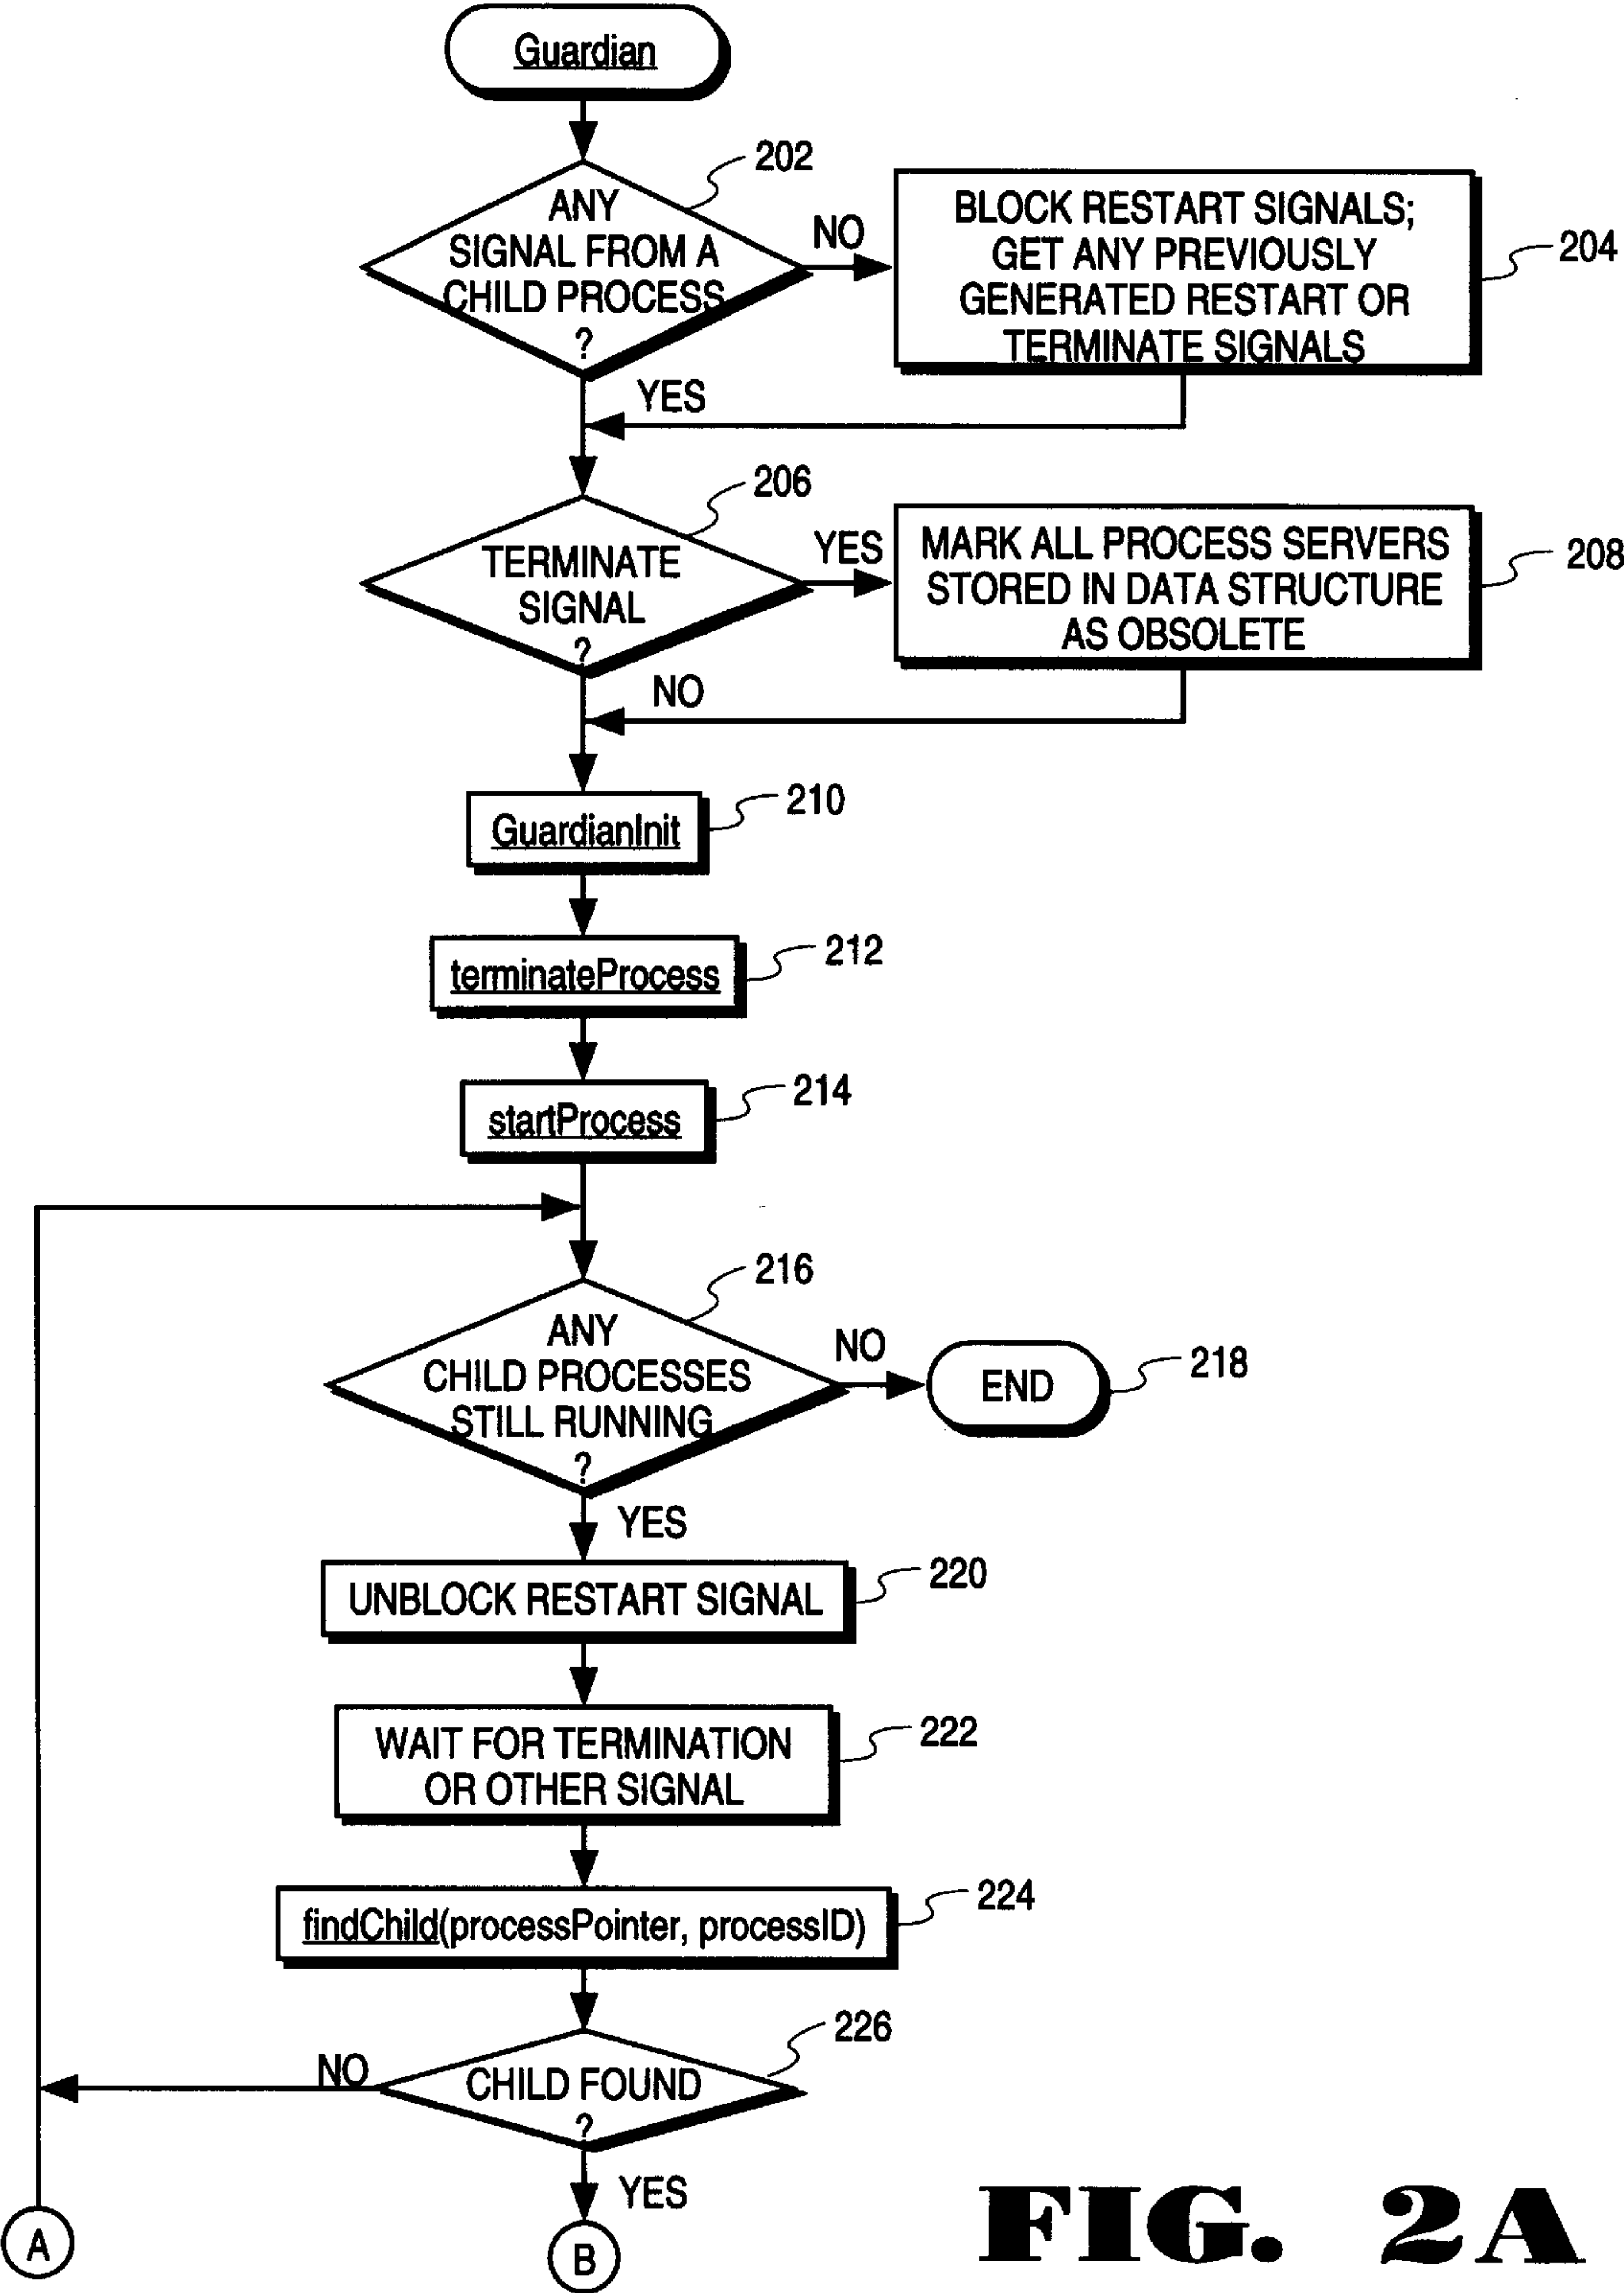 Guardian
202
ANY
SIGNAL FROM A
CHILD PROCESS
?
NO
BLOCK RESTART SIGNALS;
GET ANY PREVIOUSLY
GENERATED RESTART OR
TERMINATE SIGNALS
204
YES
206
TERMINATE
SIGNAL
?
YES
MARK ALL PROCESS SERVERS
STORED IN DATA STRUCTURE
AS OBSOLETE
208
NO
GuardianInit
210
terminateProcess
212
startProcess
214
216
ANY
CHILD PROCESSES
STILL RUNNING
?
NO
END
218
YES
UNBLOCK RESTART SIGNAL
220
WAIT FOR TERMINATION
OR OTHER SIGNAL
222
findChild(processPointer, processID)
224
226
CHILD FOUND
?
NO
YES
A
B
FIG. 2A